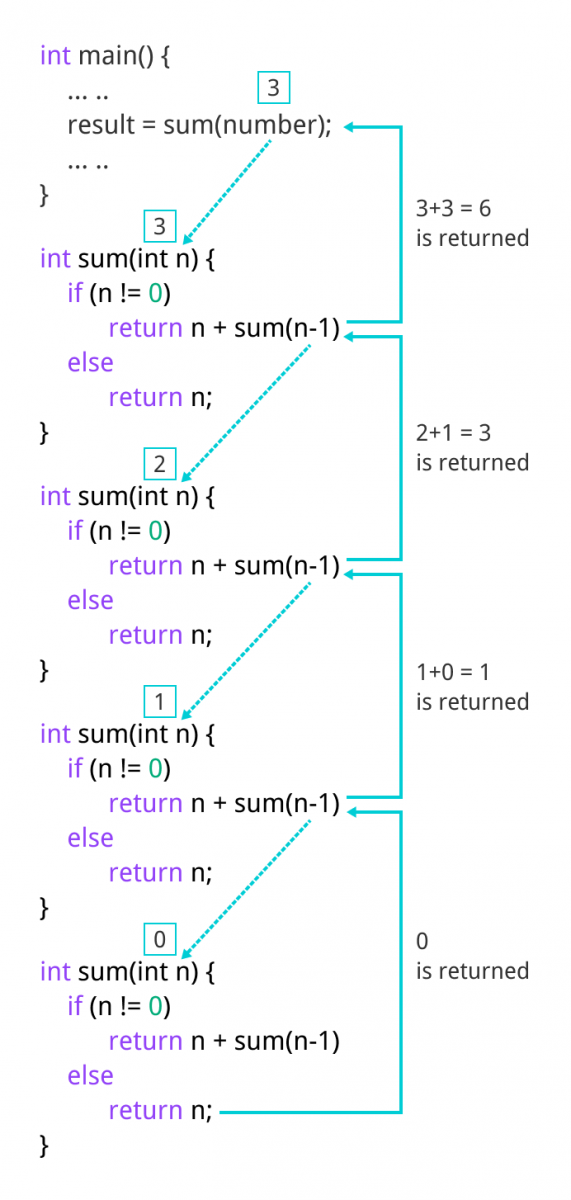 int main() {
... ..
3
result = sum(number);
... ..
}
3+3 = 6
is returned
3
int sum(int n) {
if (n != 0)
return n + sum(n-1)
else
return n;
}
2+1 = 3
is returned
2
int sum(int n) {
if (n != 0)
return n + sum(n-1)
else
return n;
}
1+0 = 1
is returned
1
int sum(int n) {
if (n != 0)
return n + sum(n-1)
else
return n;
}
0
is returned
0
int sum(int n) {
if (n != 0)
return n + sum(n-1)
else
return n;
}